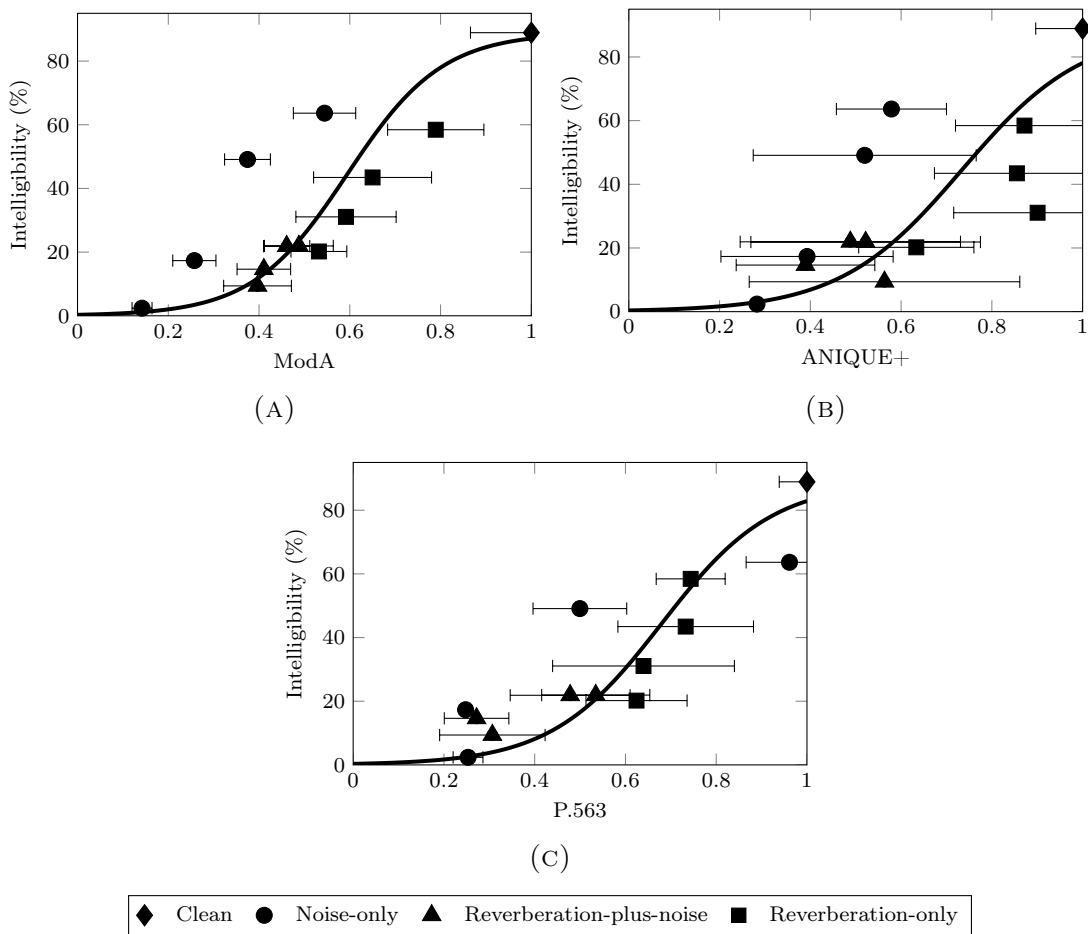 80
60
40
20
0
Intelligibility (%)
0 0.2 0.4 0.6 0.8 1
ModA
(A)
80
60
40
20
0
Intelligibility (%)
0 0.2 0.4 0.6 0.8 1
ANIQUE+
(B)
80
60
40
20
0
Intelligibility (%)
0 0.2 0.4 0.6 0.8 1
P.563
(C)
Clean Noise-only Reverberation-plus-noise Reverberation-only